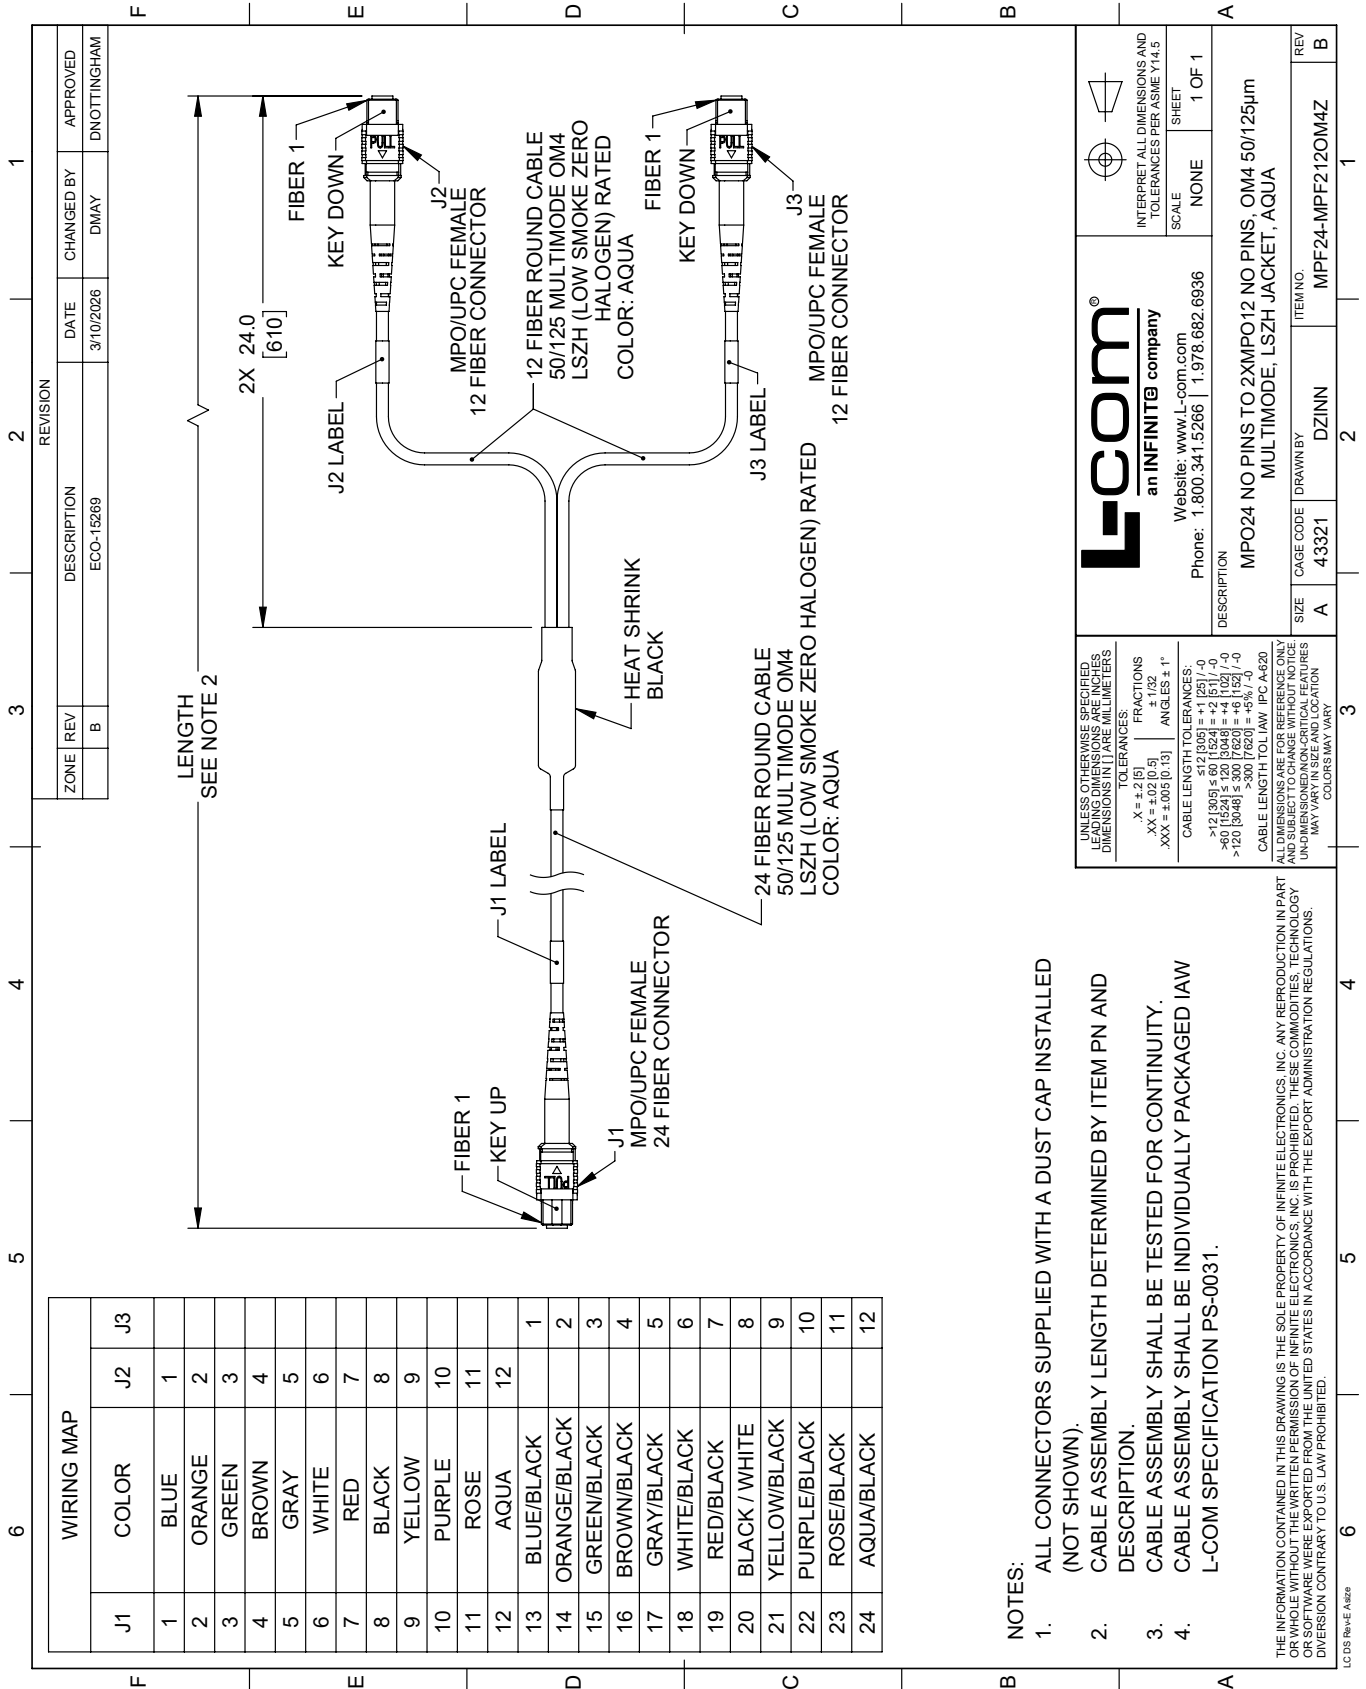 6
5
4
3
2
1
F
E
D
C
B
A
REVISION
ZONE REV DESCRIPTION DATE CHANGED BY APPROVED
B ECO-15269 3/10/2026 DMAY DNOTTINGHAM
WIRING MAP
J1 COLOR J2 J3
1 BLUE 1
2 ORANGE 2
3 GREEN 3
4 BROWN 4
5 GRAY 5
6 WHITE 6
7 RED 7
8 BLACK 8
9 YELLOW 9
10 PURPLE 10
11 ROSE 11
12 AQUA 12
13 BLUE/BLACK 1
14 ORANGE/BLACK 2
15 GREEN/BLACK 3
16 BROWN/BLACK 4
17 GRAY/BLACK 5
18 WHITE/BLACK 6
19 RED/BLACK 7
20 BLACK / WHITE 8
21 YELLOW/BLACK 9
22 PURPLE/BLACK 10
23 ROSE/BLACK 11
24 AQUA/BLACK 12
LENGTH
SEE NOTE 2
2X 24.0
[610]
FIBER 1
KEY UP
PULL
J1
MPO/UPC FEMALE
24 FIBER CONNECTOR
J1 LABEL
24 FIBER ROUND CABLE
50/125 MULTIMODE OM4
LSZH (LOW SMOKE ZERO HALOGEN) RATED
COLOR: AQUA
HEAT SHRINK
BLACK
J2 LABEL
FIBER 1
KEY DOWN
PULL
J2
MPO/UPC FEMALE
12 FIBER CONNECTOR
12 FIBER ROUND CABLE
50/125 MULTIMODE OM4
LSZH (LOW SMOKE ZERO
HALOGEN) RATED
COLOR: AQUA
J3 LABEL
FIBER 1
KEY DOWN
PULL
J3
MPO/UPC FEMALE
12 FIBER CONNECTOR
NOTES:
1. ALL CONNECTORS SUPPLIED WITH A DUST CAP INSTALLED
(NOT SHOWN).
2. CABLE ASSEMBLY LENGTH DETERMINED BY ITEM PN AND
DESCRIPTION.
3. CABLE ASSEMBLY SHALL BE TESTED FOR CONTINUITY.
4. CABLE ASSEMBLY SHALL BE INDIVIDUALLY PACKAGED IAW
L-COM SPECIFICATION PS-0031.
THE INFORMATION CONTAINED IN THIS DRAWING IS THE SOLE PROPERTY OF INFINITE ELECTRONICS, INC. ANY REPRODUCTION IN PART
OR WHOLE WITHOUT THE WRITTEN PERMISSION OF INFINITE ELECTRONICS, INC. IS PROHIBITED. THESE COMMODITIES, TECHNOLOGY
OR SOFTWARE WERE EXPORTED FROM THE UNITED STATES IN ACCORDANCE WITH THE EXPORT ADMINISTRATION REGULATIONS.
DIVERSION CONTRARY TO U.S. LAW PROHIBITED.
UNLESS OTHERWISE SPECIFIED
LEADING DIMENSIONS ARE INCHES
DIMENSIONS IN [ ] ARE MILLIMETERS
TOLERANCES:
.X = ±.2 [5]
.XX = ±.02 [0.5]
.XXX = ±.005 [0.13]
FRACTIONS
± 1/32
ANGLES ± 1°
CABLE LENGTH TOLERANCES:
≤12 [305] = +1 [25] / -0
>12 [305] ≤ 60 [1524] = +2 [51] / -0
>60 [1524] ≤ 120 [3048] = +4 [102] / -0
>120 [3048] ≤ 300 [7620] = +6 [152] / -0
>300 [7620] = +5% / -0
CABLE LENGTH TOL IAW IPC A-620
ALL DIMENSIONS ARE FOR REFERENCE ONLY
AND SUBJECT TO CHANGE WITHOUT NOTICE.
UN-DIMENSIONED/NON-CRITICAL FEATURES
MAY VARY IN SIZE AND LOCATION
COLORS MAY VARY
L-com®
an INFINITE company
Website: www.L-com.com
Phone: 1.800.341.5266 | 1.978.682.6936
INTERPRET ALL DIMENSIONS AND
TOLERANCES PER ASME Y14.5
SCALE
NONE
SHEET
1 OF 1
DESCRIPTION
MPO24 NO PINS TO 2XMPO12 NO PINS, OM4 50/125µm
MULTIMODE, LSZH JACKET, AQUA
SIZE
A
CAGE CODE
43321
DRAWN BY
DZINN
ITEM NO.
MPF24-MPF212OM4Z
REV
B
LC DS Rev-E Asize
6
5
4
3
2
1
F
E
D
C
B
A